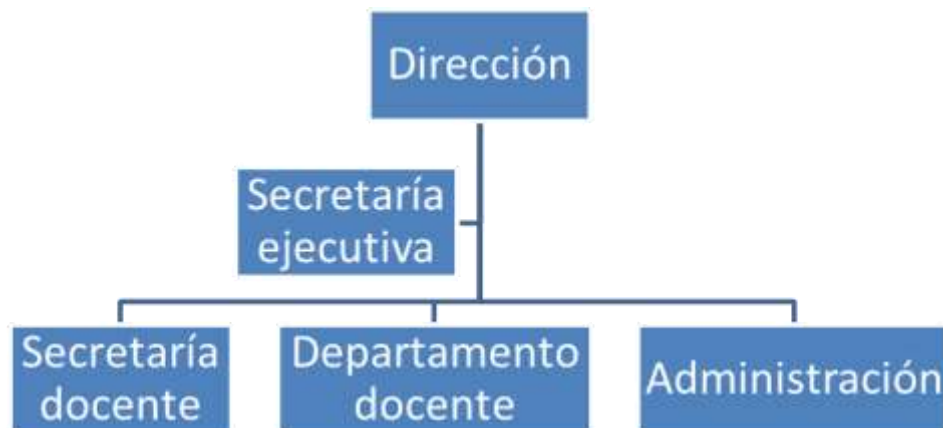 Dirección
Secretaría
ejecutiva
Secretaría
docente
Departamento
docente
Administración